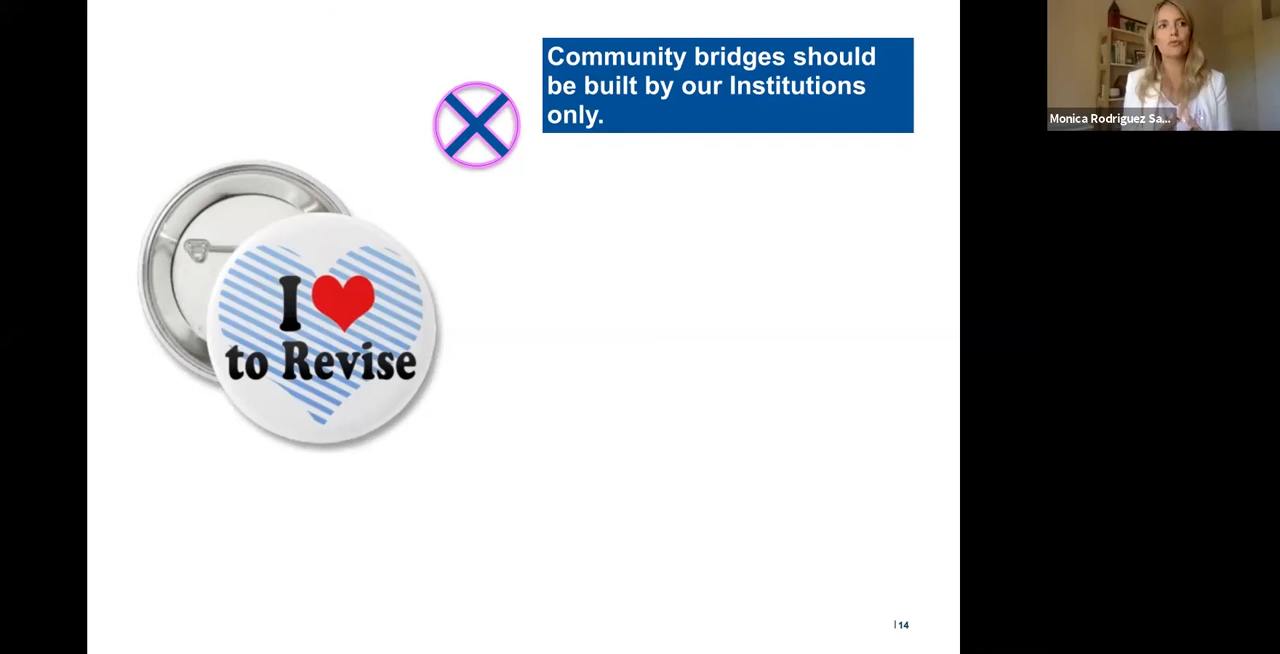 Community bridges should
be built by our Institutions
only.
Monica Rodriguez Sa...
I
to Revise
14